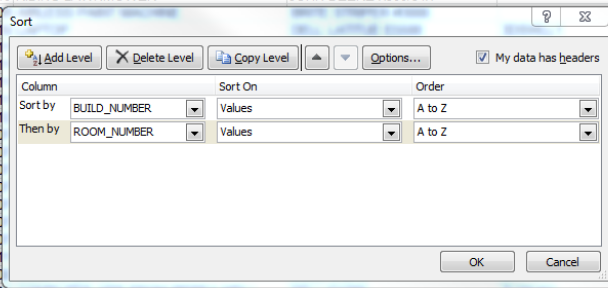 Sort
Add Level Delete Level Copy Level Options... My data has headers
Column Sort On Order
Sort by BUILD_NUMBER Values A to Z
Then by ROOM_NUMBER Values A to Z
OK Cancel